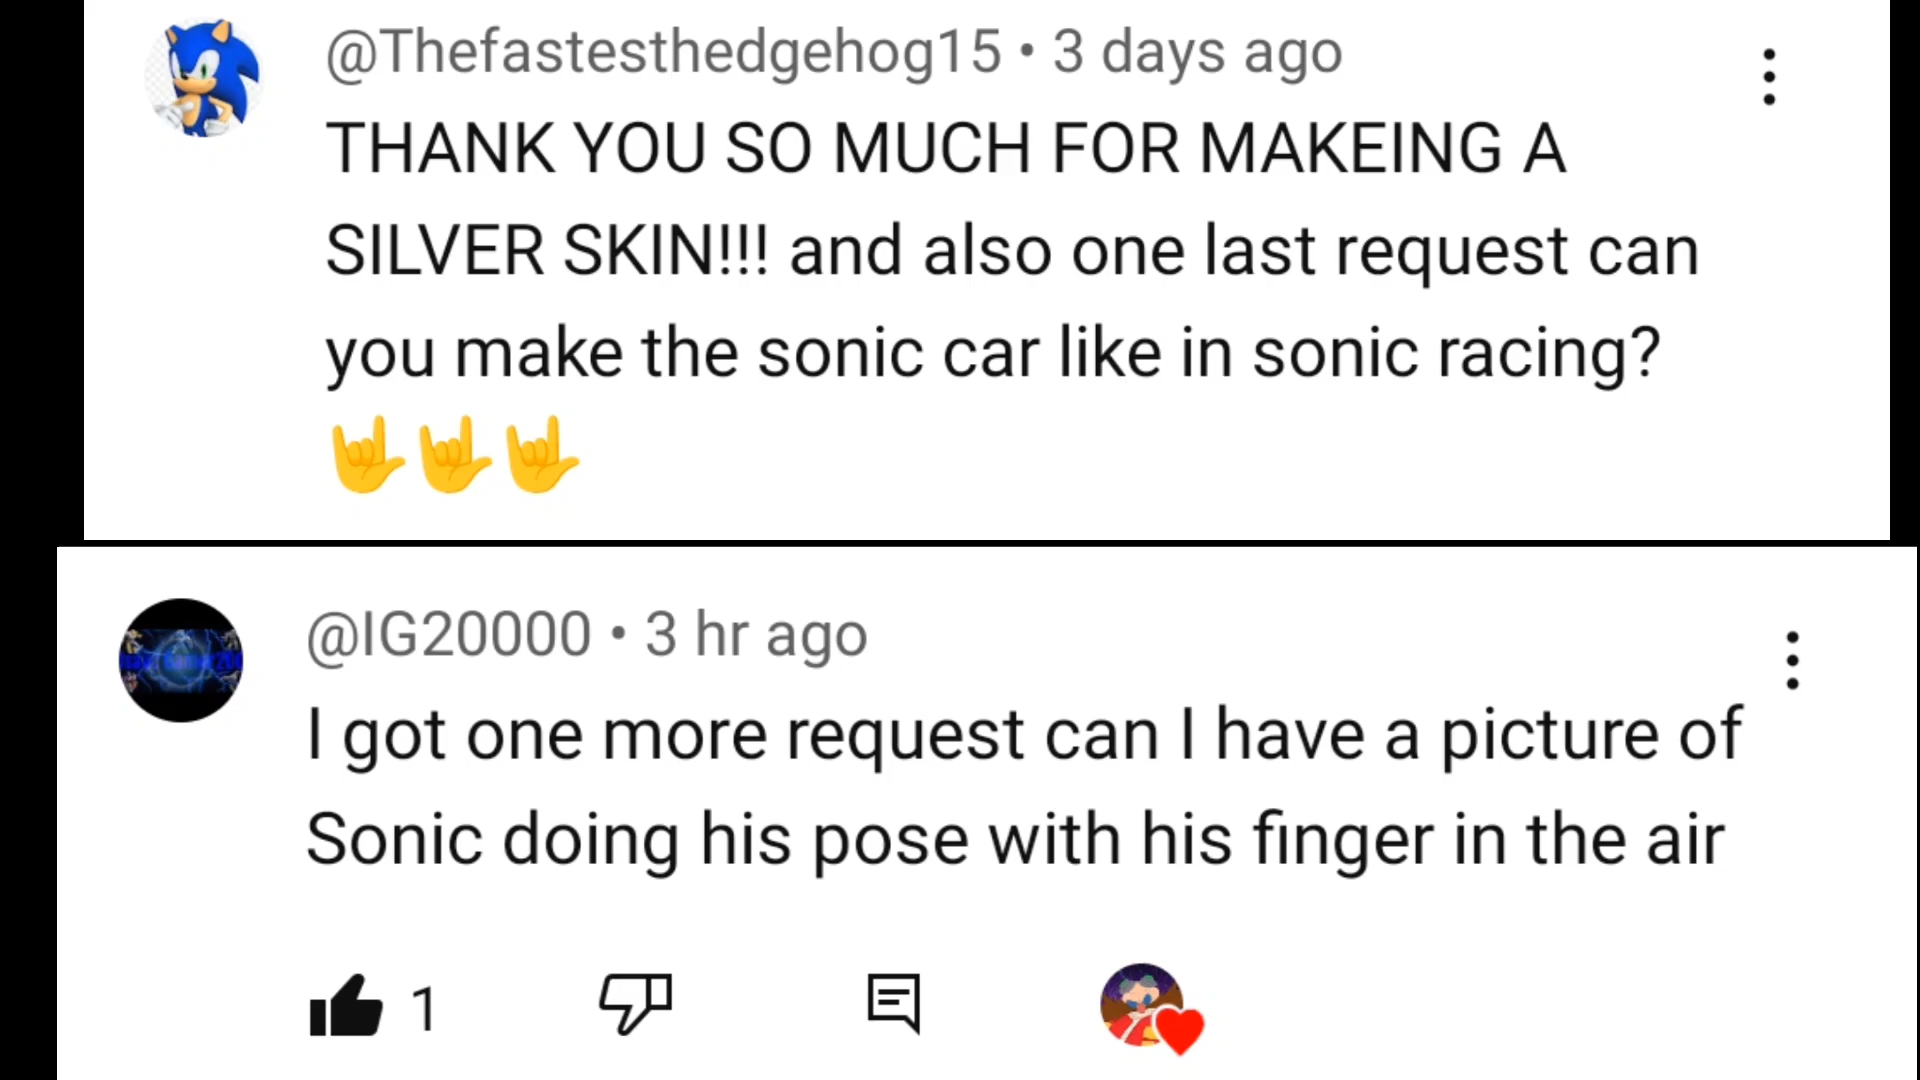 @Thefastesthedgehog15 • 3 days ago
THANK YOU SO MUCH FOR MAKEING A
SILVER SKIN!!! and also one last request can
you make the sonic car like in sonic racing?
🤟🤟🤟
@IG20000 • 3 hr ago
I got one more request can I have a picture of
Sonic doing his pose with his finger in the air
1